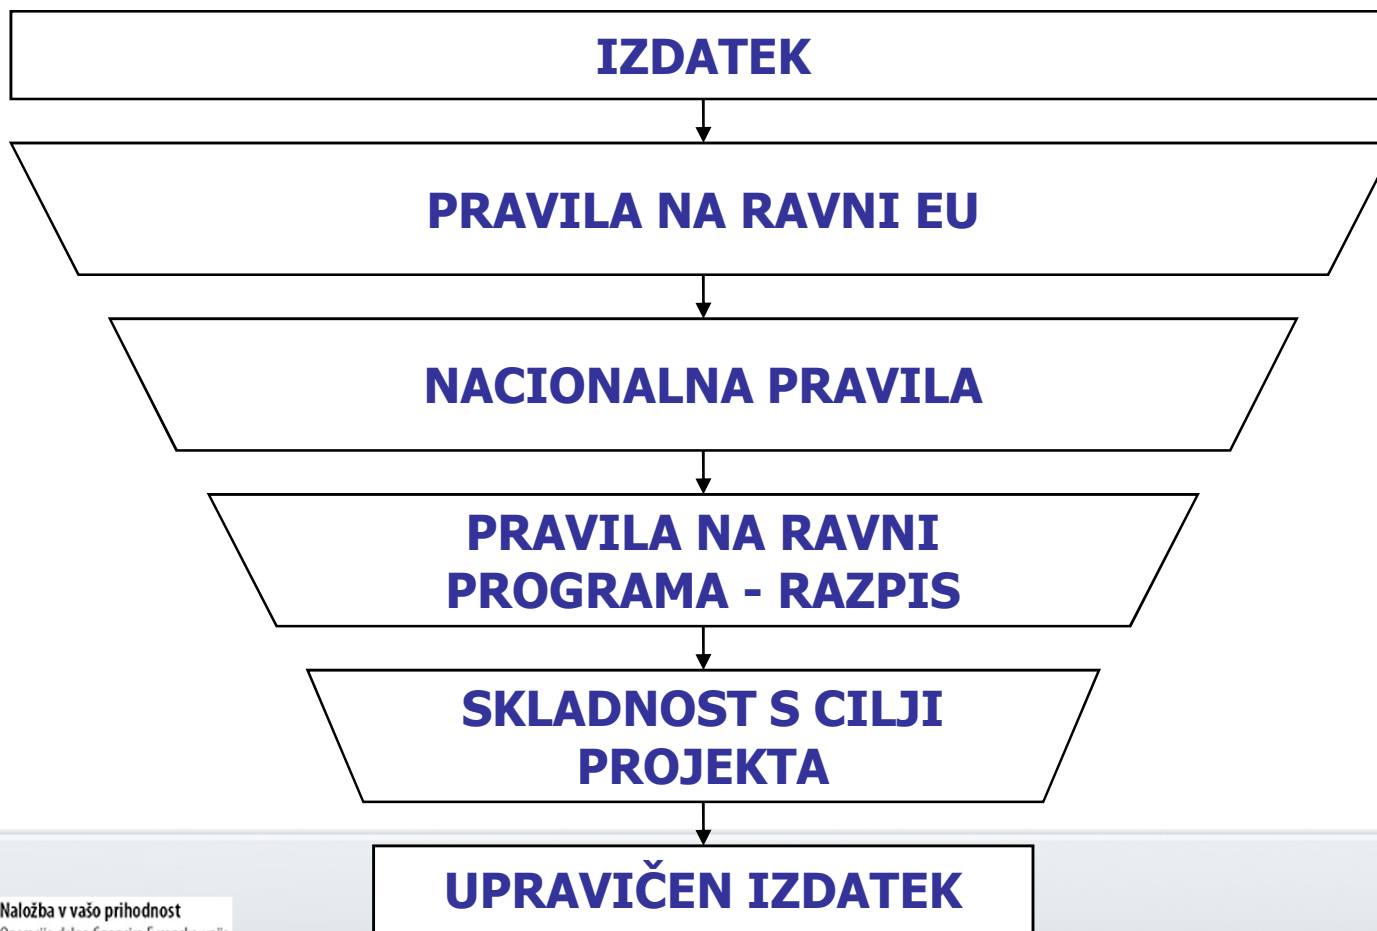 IZDATEK
PRAVILA NA RAVNI EU
NACIONALNA PRAVILA
PRAVILA NA RAVNI
PROGRAMA - RAZPIS
SKLADNOST S CILJI
PROJEKTA
UPRAVIČEN IZDATEK
Naložba v vašo prihodnost